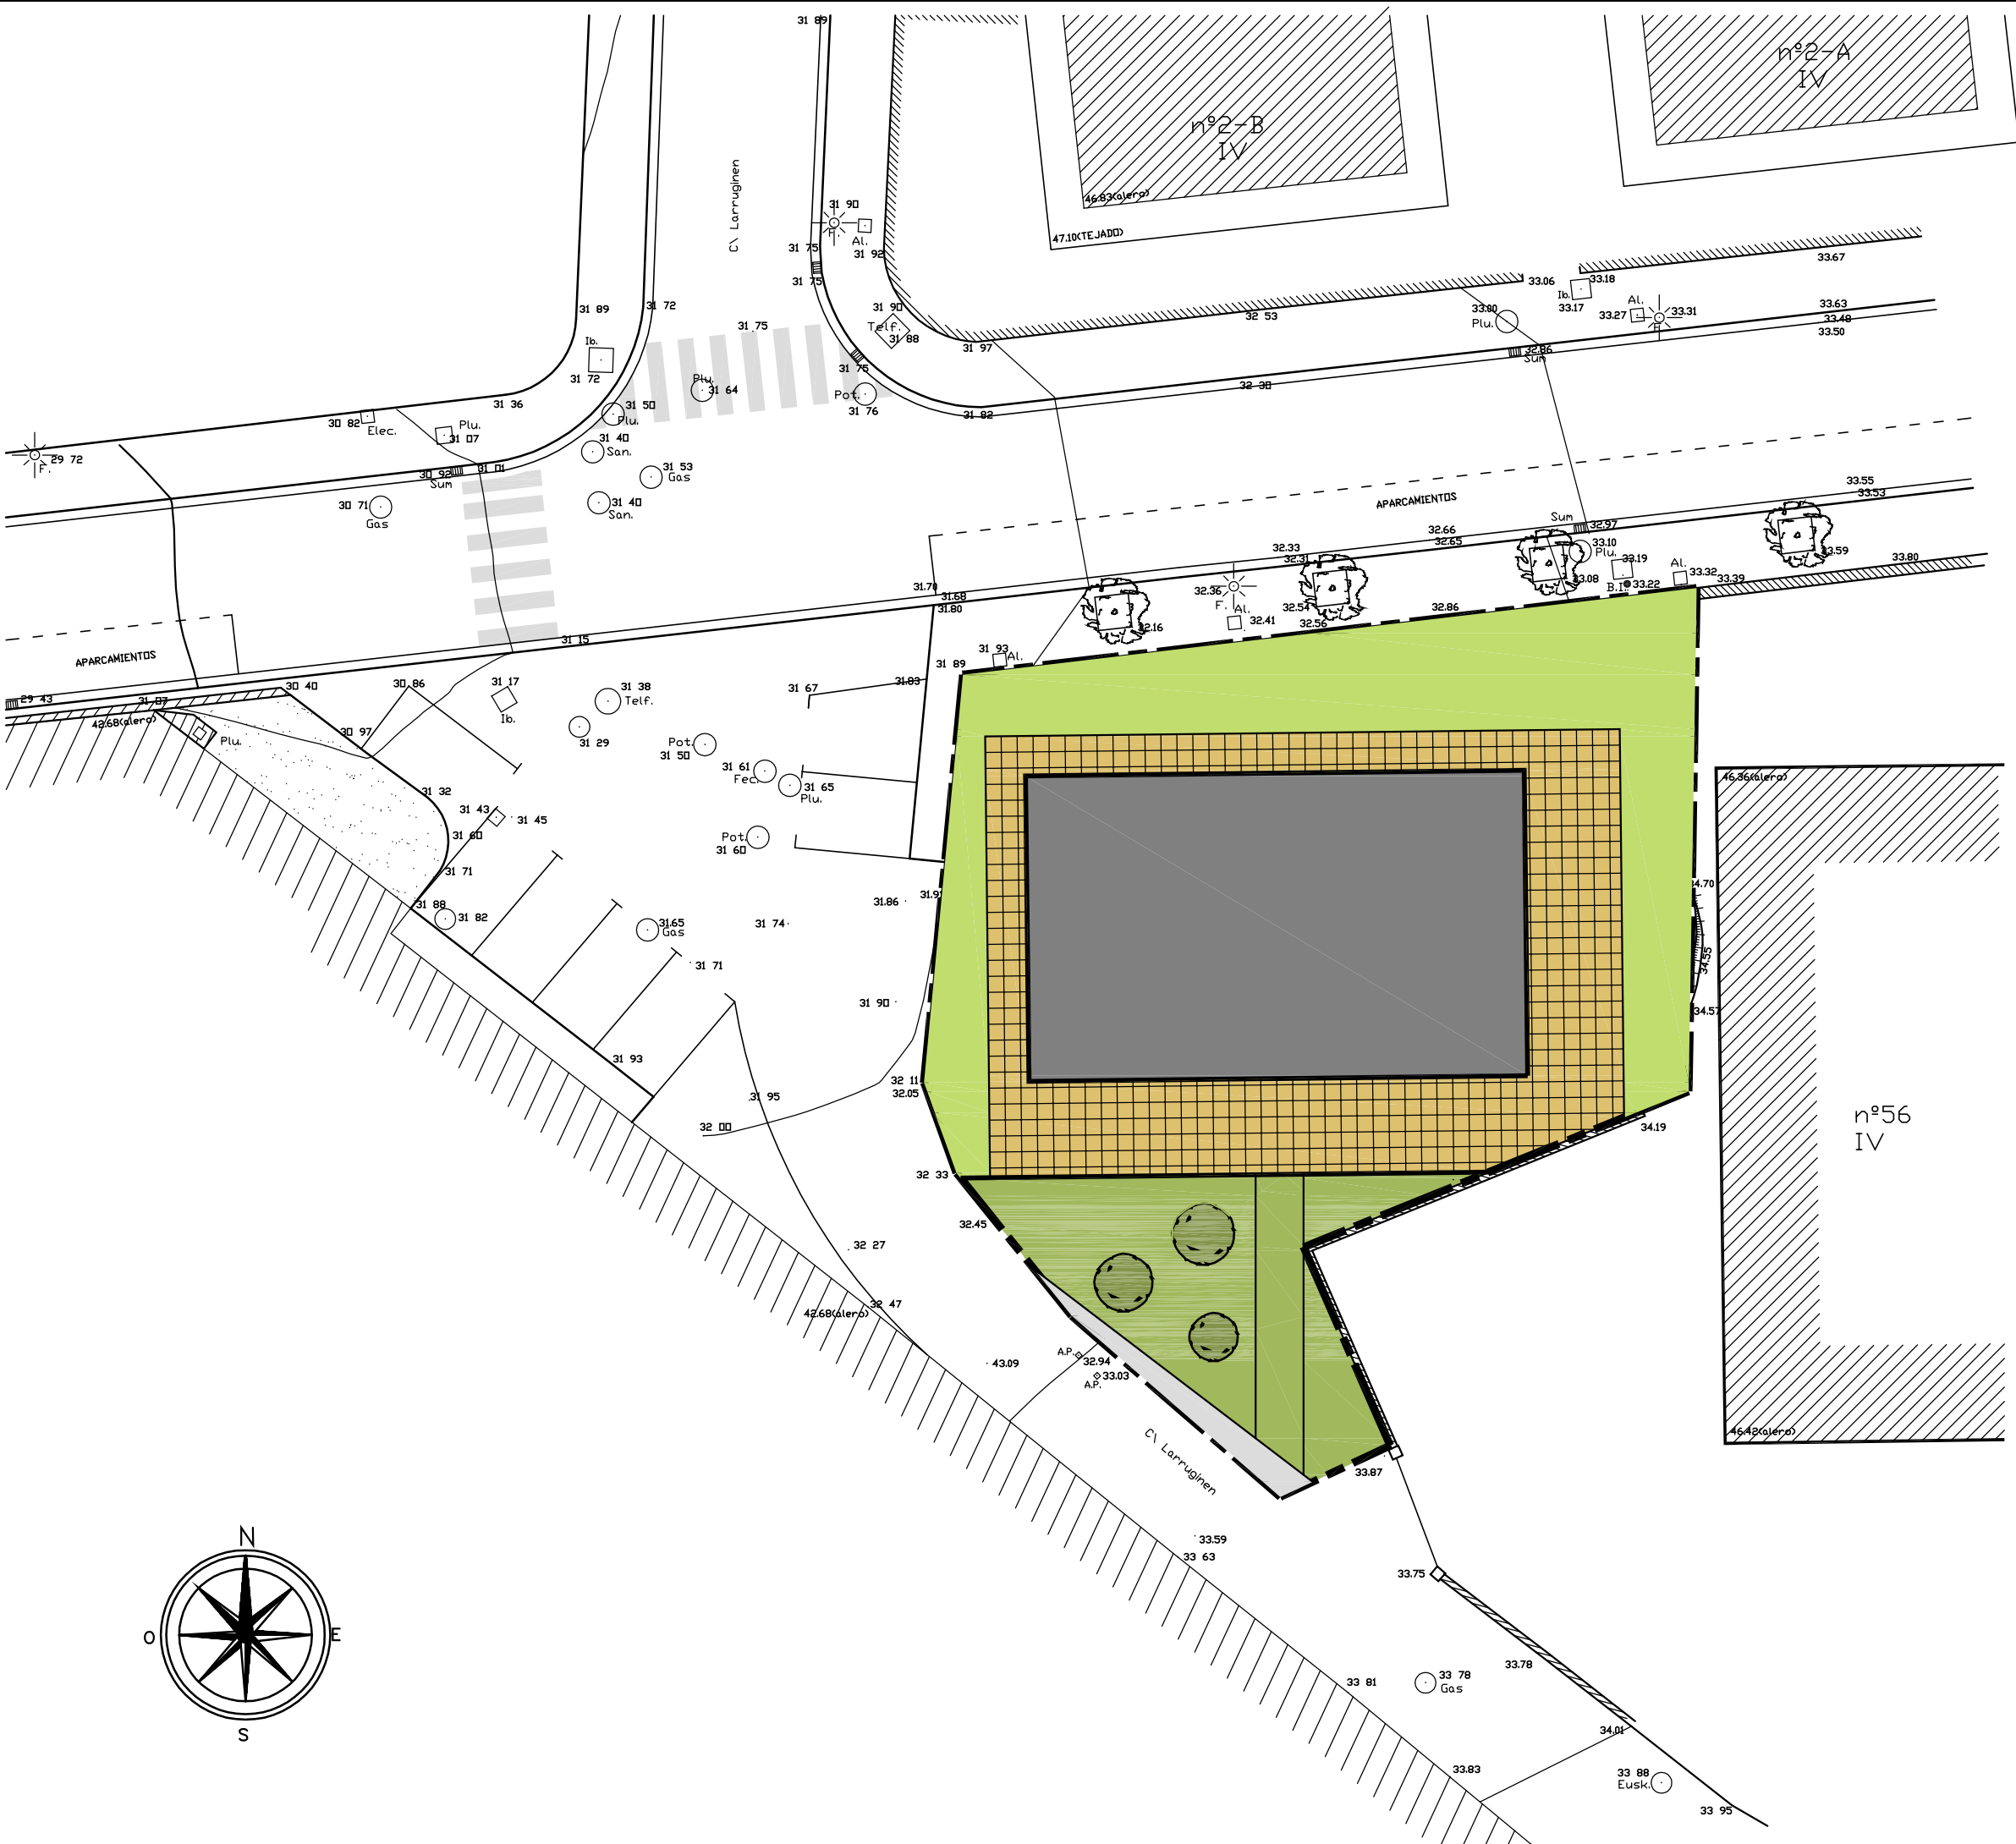 31 89
nº2-A
IV
nº2-B
IV
C\ Larruginen
46.83(alero)
47.10(TEJADO)
31 90
F.
Al.
31 75
31 92
31 75
33.67
33.06
33.18
Ib.
33.17
Al.
33.27
33.31
F.
33.63
33.48
33.50
33.00
Plu.
31 89
31 72
31 90
Telf.
31 88
32 53
31.75
31 97
32.86
Sum
Ib.
31 72
31 75
Plu.
31 64
Pot.
31 76
32 30
31 82
31 36
31 50
Plu.
30 82
Elec.
Plu.
31 07
31 40
San.
29 72
F.
30 92
Sum
31 01
31 53
Gas
30 71
Gas
31 40
San.
APARCAMIENTOS
33.55
33.53
Sum
32.97
32.66
32.65
33.10
Plu.
32.33
32.31
33.59
33.80
33.19
Al.
33.32
33.39
33.08
B.I.
33.22
31.70
31.68
31.80
32.36
F.
Al.
32.41
32.54
32.56
32.86
32.16
31 15
APARCAMIENTOS
31 93
Al.
31 89
31.83
30 40
30 86
31 17
Ib.
31 38
Telf.
31 67
29 43
31 07
42.68(alero)
Plu.
30 97
31 29
Pot.
31 50
31 61
Fec.
31 65
Plu.
46.36(alero)
31 32
31 43
31 45
31 60
Pot.
31 60
31 71
31 88
31 82
31.65
Gas
31.86
31 74
31 71
34.55
34.57
31 90
31 93
32 11
32.05
31 95
32 00
34.19
nº56
IV
32 33
32.45
32 27
32 47
42.68(alero)
43.09
A.P.
32.94
33.03
A.P.
C\ Larruginen
46.42(alero)
33.87
33.59
33 63
33.75
N
O
E
S
33.78
33 81
33 78
Gas
34.01
33.83
33 88
Eusk.
33 95